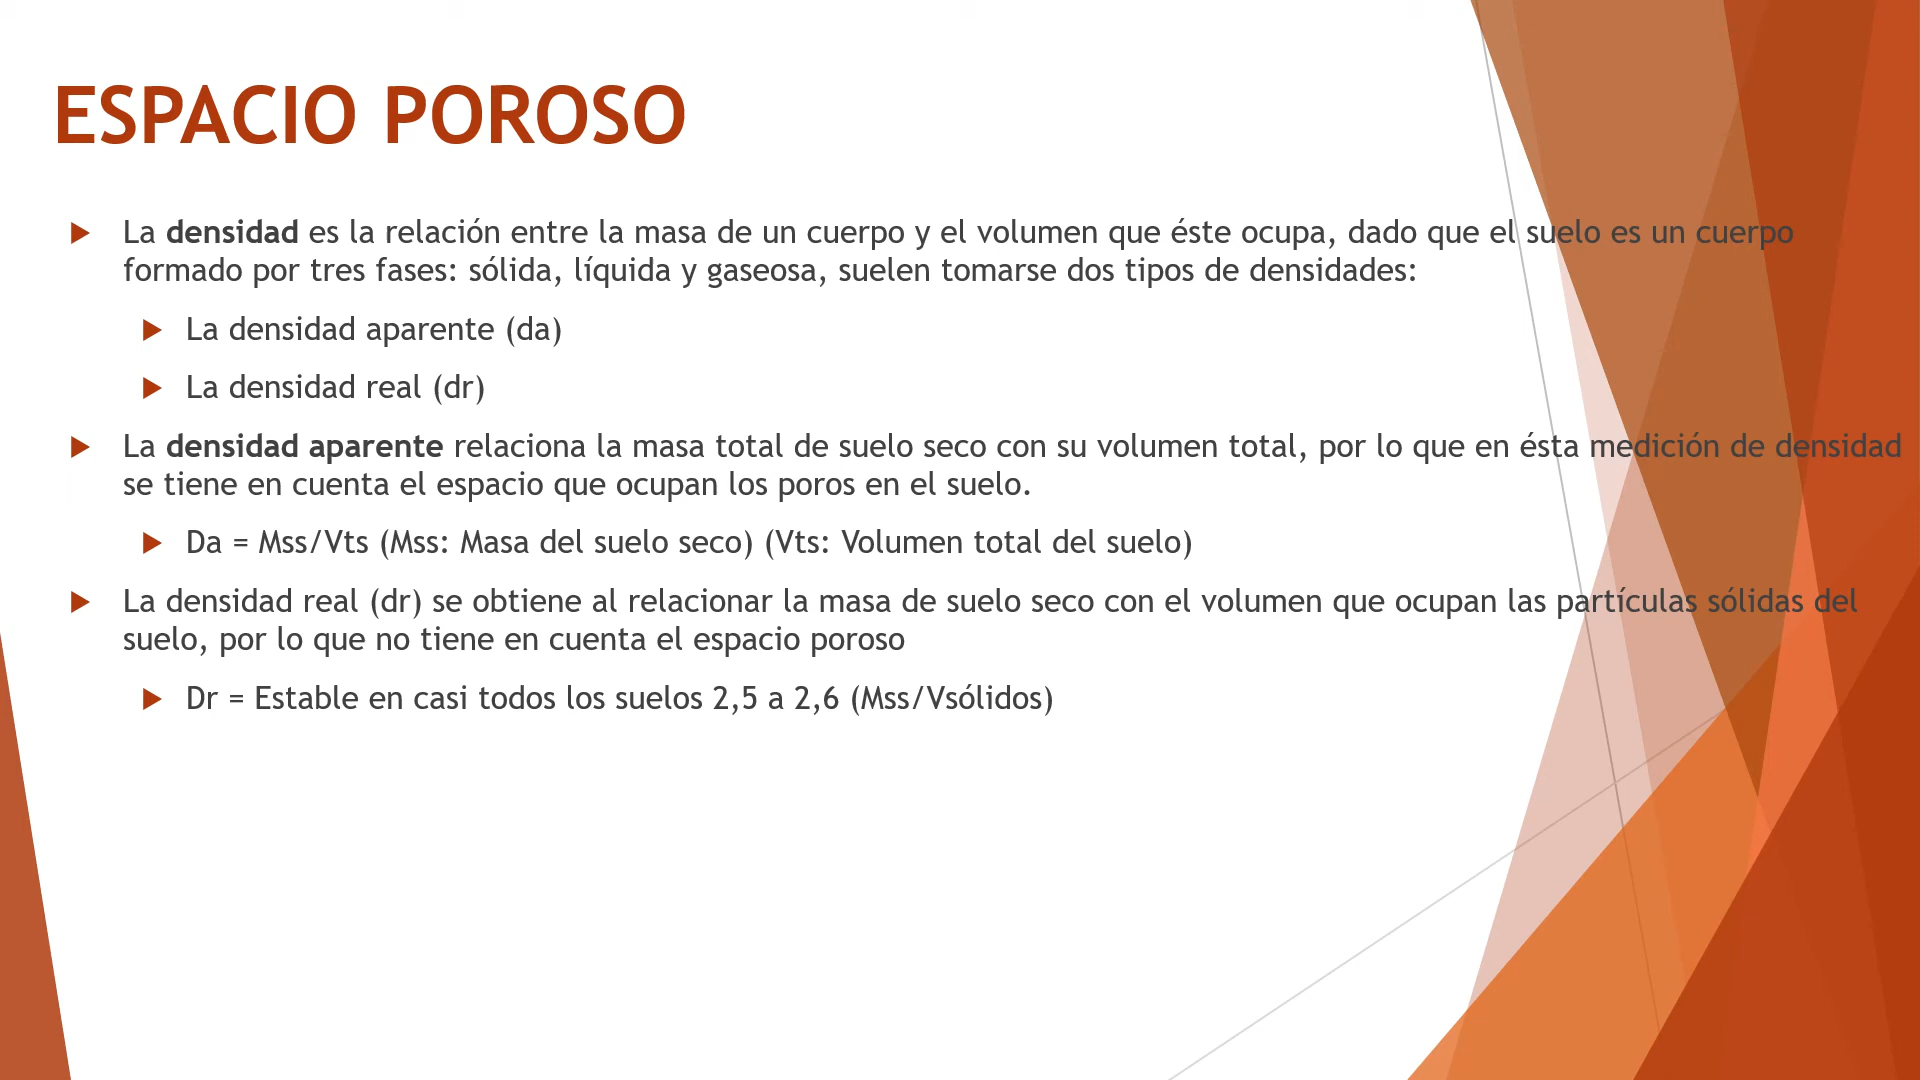 ESPACIO POROSO
La densidad es la relación entre la masa de un cuerpo y el volumen que éste ocupa, dado que el suelo es un cuerpo
formado por tres fases: sólida, líquida y gaseosa, suelen tomarse dos tipos de densidades:
La densidad aparente (da)
La densidad real (dr)
La densidad aparente relaciona la masa total de suelo seco con su volumen total, por lo que en ésta medición de densidad
se tiene en cuenta el espacio que ocupan los poros en el suelo.
Da = Mss/Vts (Mss: Masa del suelo seco) (Vts: Volumen total del suelo)
La densidad real (dr) se obtiene al relacionar la masa de suelo seco con el volumen que ocupan las partículas sólidas del
suelo, por lo que no tiene en cuenta el espacio poroso
Dr = Estable en casi todos los suelos 2,5 a 2,6 (Mss/Vsólidos)